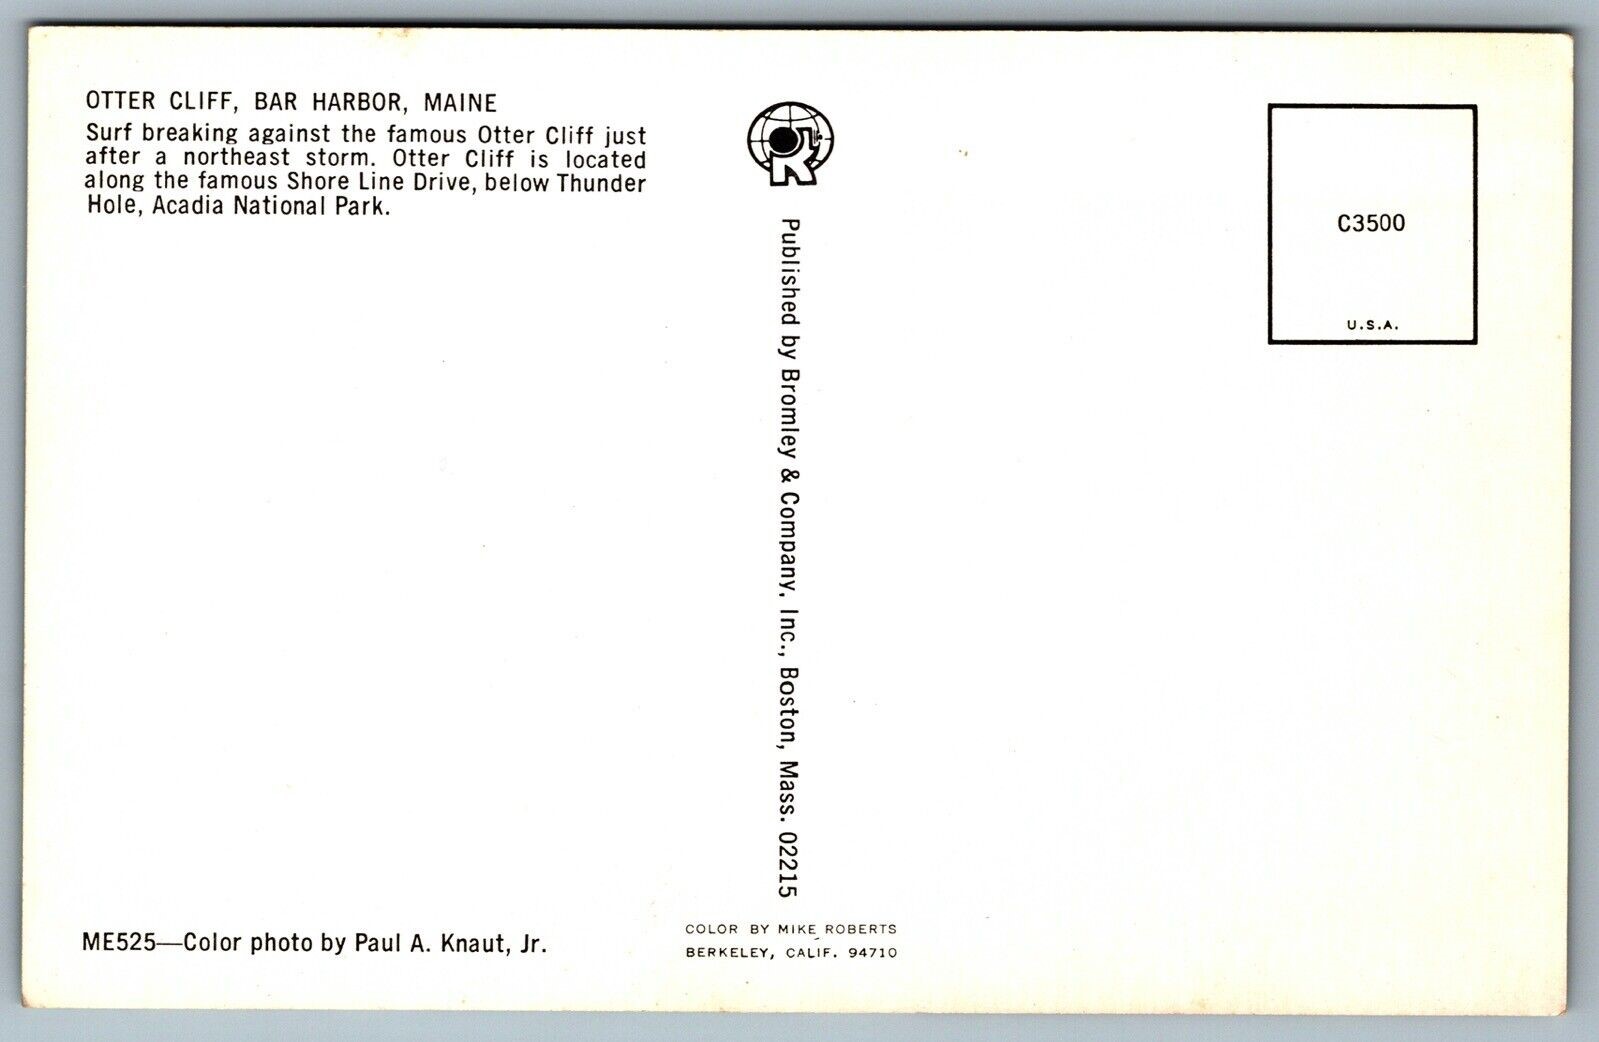 OTTER CLIFF, BAR HARBOR, MAINE
Surf breaking against the famous Otter Cliff just
after a northeast storm. Otter Cliff is located
along the famous Shore Line Drive, below Thunder
Hole, Acadia National Park.
Published by Bromley & Company, Inc., Boston, Mass. 02215
C3500
U.S.A.
ME525—Color photo by Paul A. Knaut, Jr.
COLOR BY MIKE ROBERTS
BERKELEY, CALIF. 94710